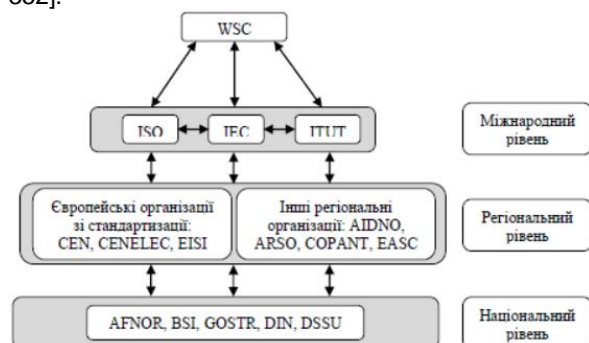 WSC
ISO IEC ITUT
Міжнародний
рівень
Європейські організації
зі стандартизації:
CEN, CENELEC, EISI
Інші регіональні
організації: AIDNO,
ARSO, COPANT, EASC
Регіональний
рівень
AFNOR, BSI, GOSTR, DIN, DSSU
Національний
рівень